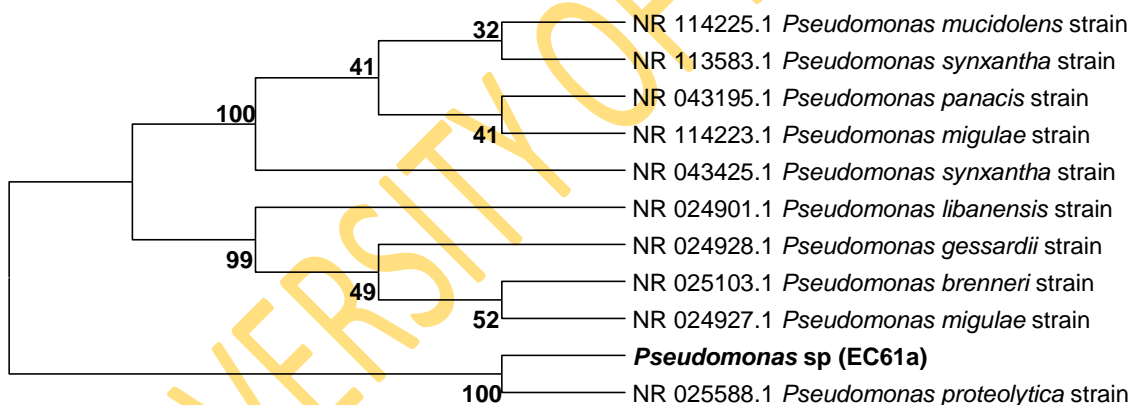 32
NR 114225.1 Pseudomonas mucidolens strain
NR 113583.1 Pseudomonas synxantha strain
41
NR 043195.1 Pseudomonas panacis strain
100
41
NR 114223.1 Pseudomonas migulae strain
NR 043425.1 Pseudomonas synxantha strain
NR 024901.1 Pseudomonas libanensis strain
NR 024928.1 Pseudomonas gessardii strain
99
NR 025103.1 Pseudomonas brenneri strain
49
52
NR 024927.1 Pseudomonas migulae strain
Pseudomonas sp (EC61a)
100
NR 025588.1 Pseudomonas proteolytica strain
VERSITY OF